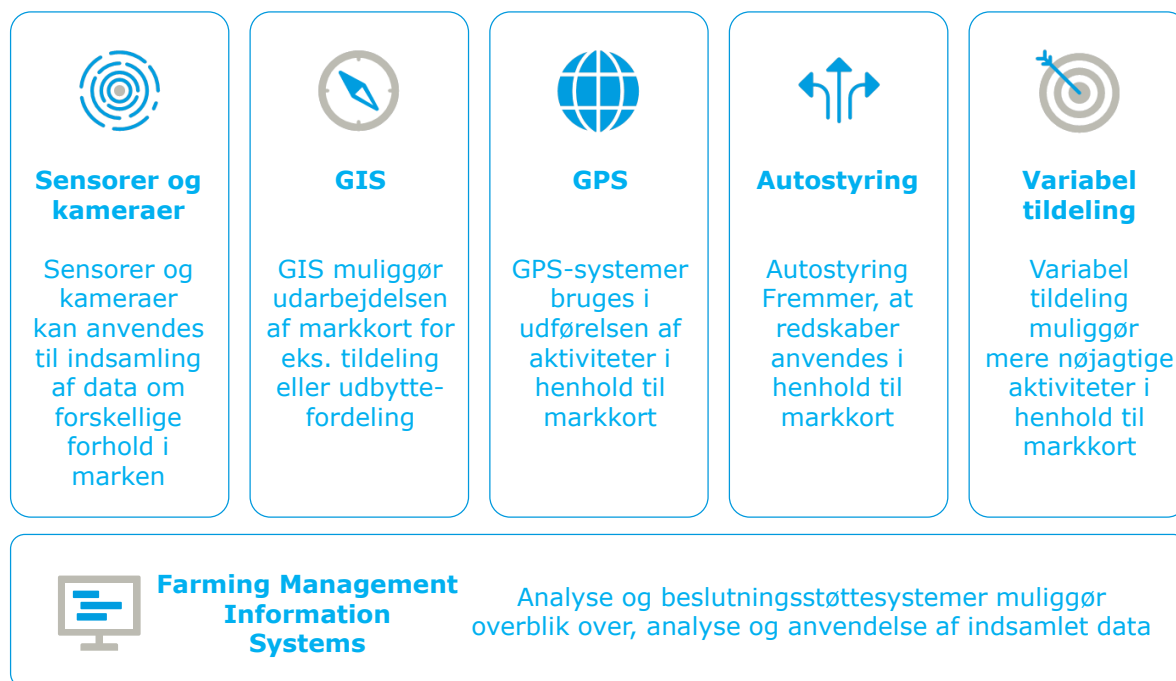 Sensorer og
kameraer
Sensorer og
kameraer
kan anvendes
til indsamling
af data om
forskellige
forhold i
marken
GIS
GIS muliggør
udarbejdelsen
af markkort for
eks. tildeling
eller udbytte-
fordeling
GPS
GPS-systemer
bruges i
udførelsen af
aktiviteter i
henhold til
markkort
Autostyring
Autostyring
Fremmer, at
redskaber
anvendes i
henhold til
markkort
Variabel
tildeling
Variabel
tildeling
muliggør
mere nøjagtige
aktiviteter i
henhold til
markkort
Farming Management
Information
Systems
Analyse og beslutningsstøttesystemer muliggør
overblik over, analyse og anvendelse af indsamlet data